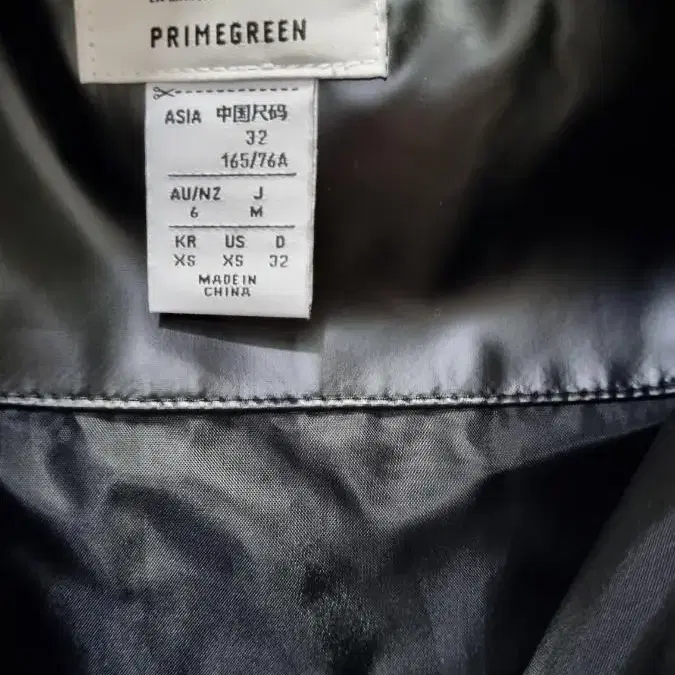 PRIMEGREEN
ASIA 中国尺码
32
165/76A
AU/NZ J
6 M
KR US D
XS XS 32
MADE IN
CHINA